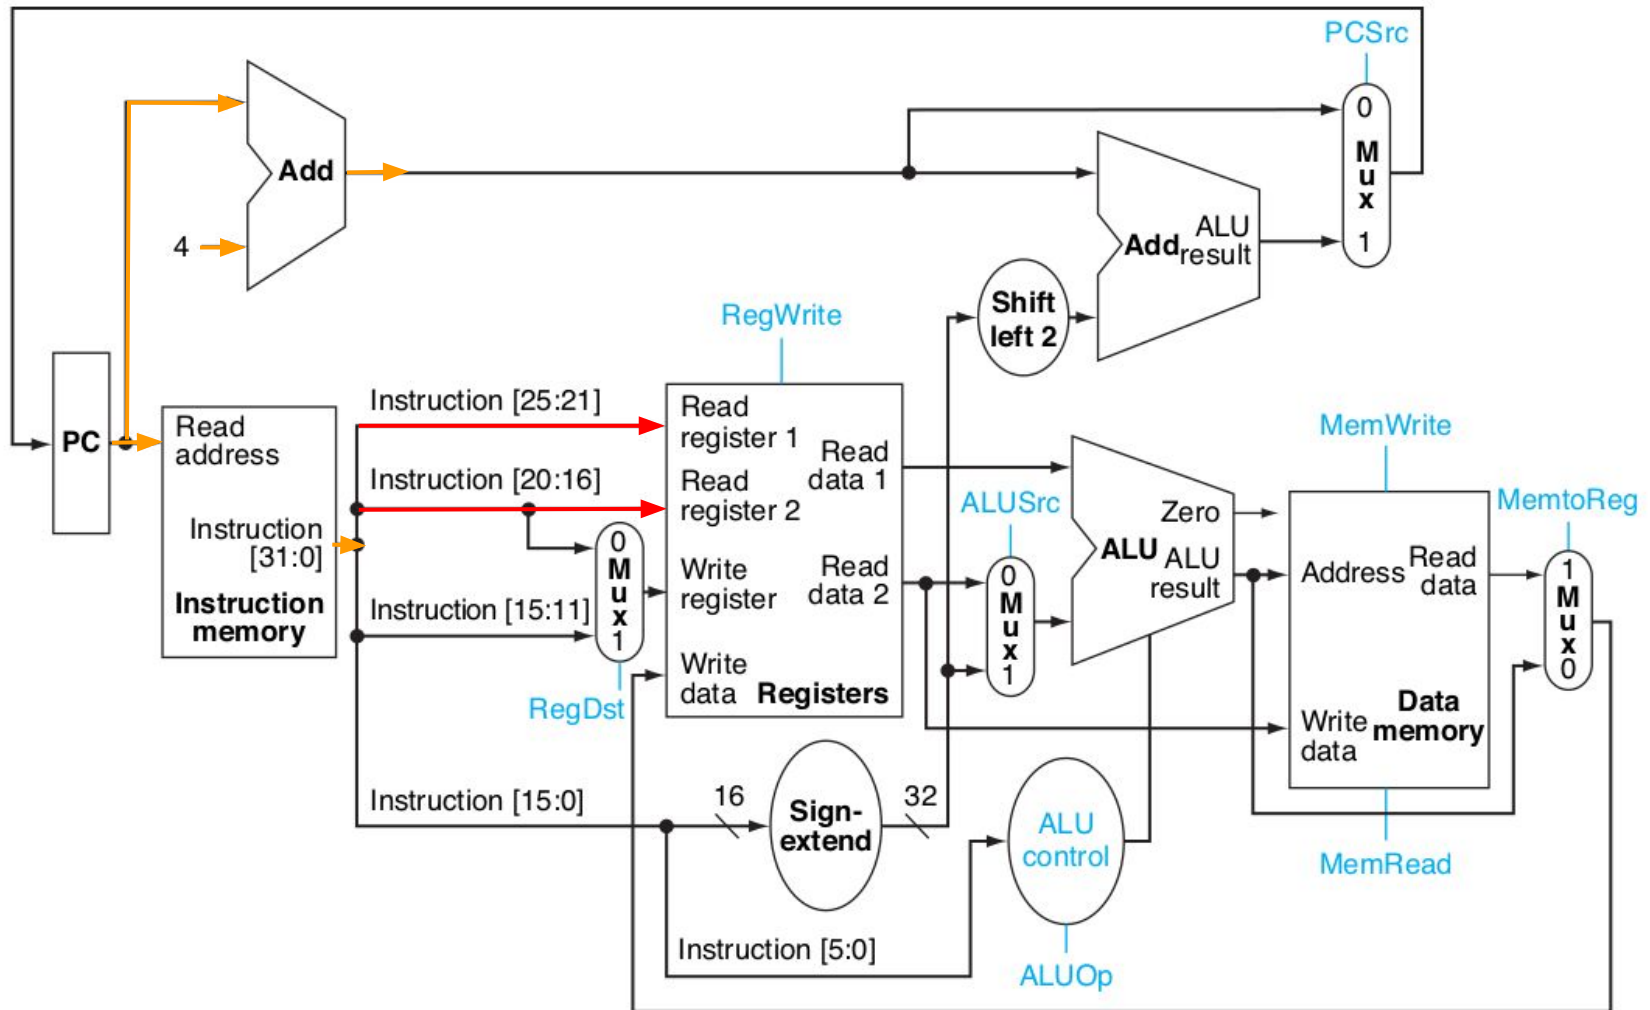 PCSrc
0
M
u
x
1
Add
4
Add
ALU
result
Shift
left 2
RegWrite
PC
Read
address
Instruction
[31:0]
Instruction
memory
Instruction [25:21]
Instruction [20:16]
Instruction [15:11]
Instruction [15:0]
0
M
u
x
1
RegDst
Read
register 1
Read
register 2
Write
register
Write
data
Read
data 1
Read
data 2
Registers
16
Sign-
extend
32
Instruction [5:0]
ALUSrc
0
M
u
x
1
Zero
ALU
ALU
result
ALU
control
ALUOp
MemWrite
Address
Read
data
Write
data
Data
memory
MemRead
MemtoReg
1
M
u
x
0